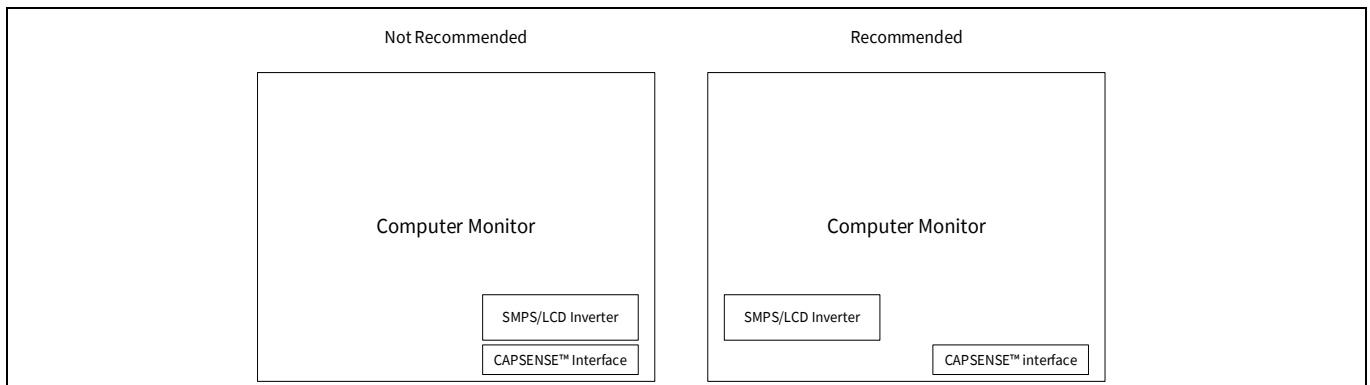 Not Recommended
Recommended
Computer Monitor
Computer Monitor
SMPS/LCD Inverter
SMPS/LCD Inverter
CAPSENSE™ Interface
CAPSENSE™ interface